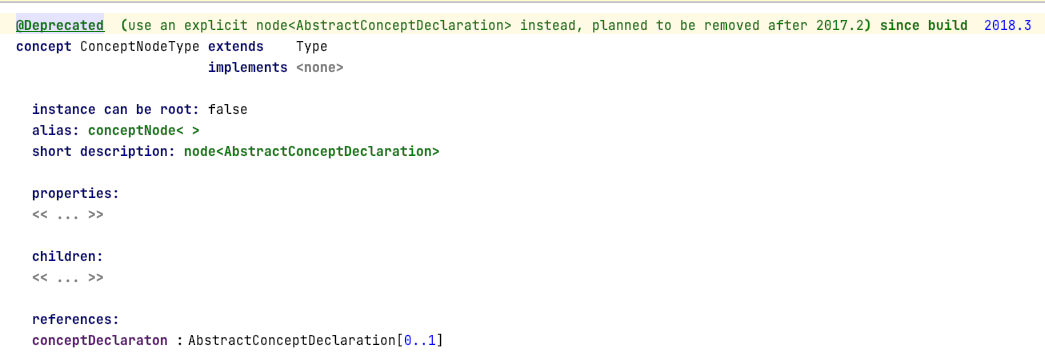 @Deprecated (use an explicit node<AbstractConceptDeclaration> instead, planned to be removed after 2017.2) since build 2018.3
concept ConceptNodeType extends Type
implements <none>
instance can be root: false
alias: conceptNode< >
short description: node<AbstractConceptDeclaration>
properties:
<< ... >>
children:
<< ... >>
references:
conceptDeclaraton : AbstractConceptDeclaration[0..1]